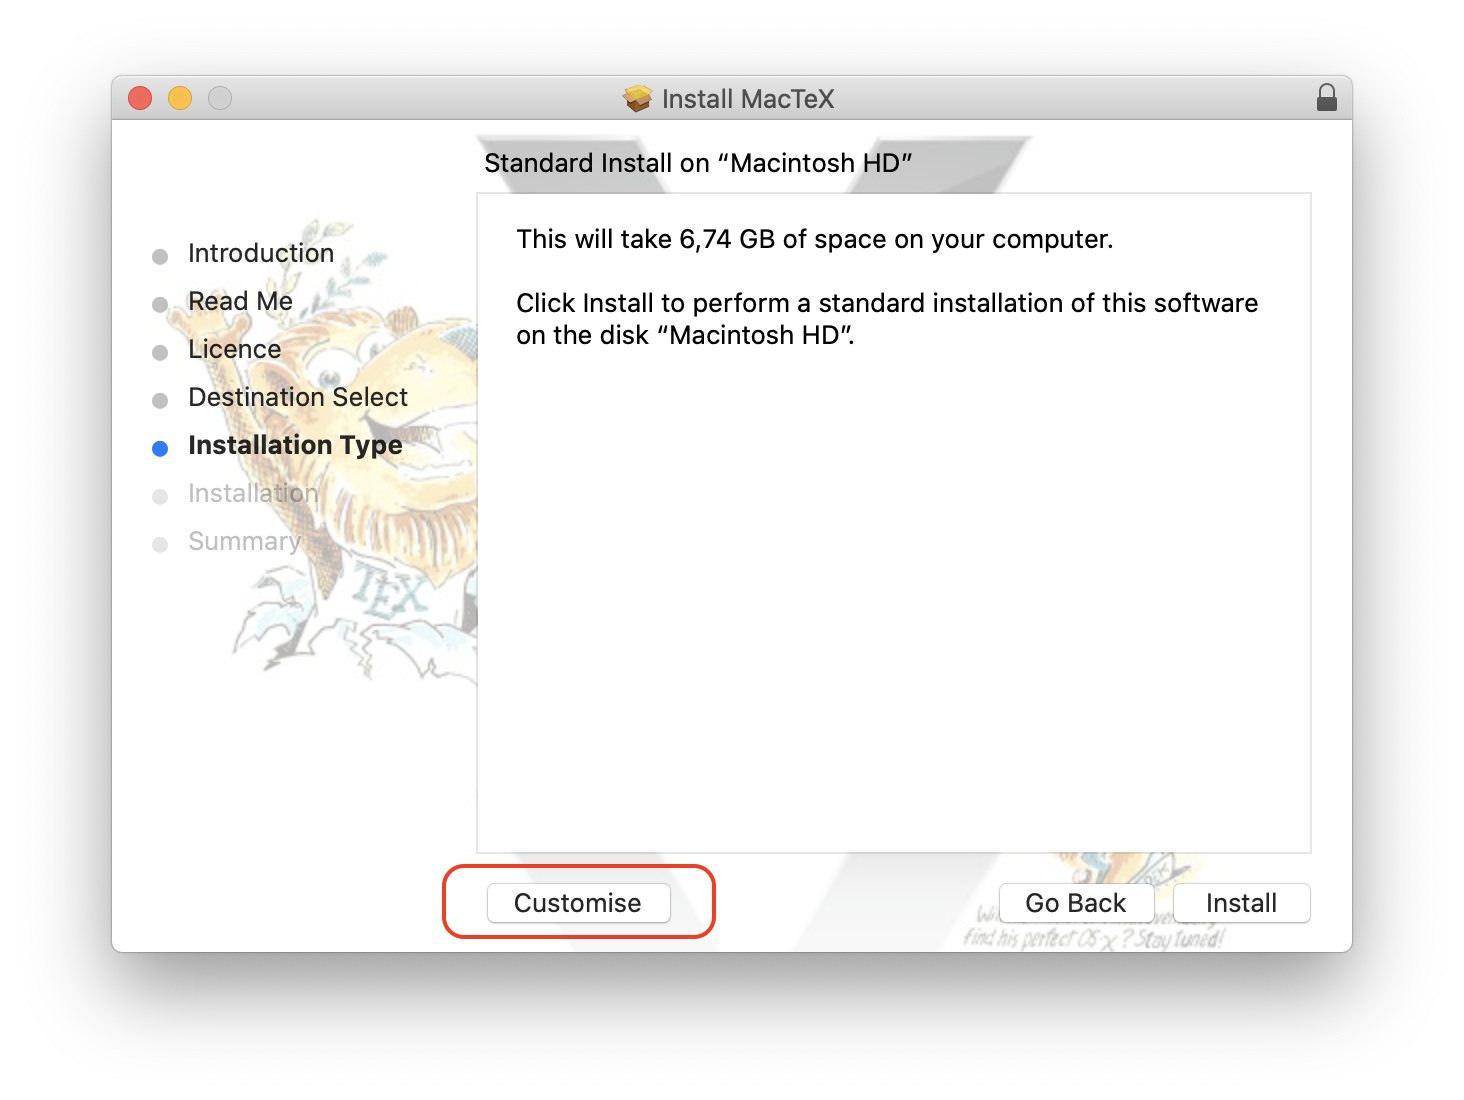 Install MacTeX
Standard Install on “Macintosh HD”
Introduction
Read Me
Licence
Destination Select
Installation Type
Installation
Summary
This will take 6,74 GB of space on your computer.
Click Install to perform a standard installation of this software
on the disk “Macintosh HD”.
TEX
Customise
Go Back
Install
find his perfect OS-X? Stay tuned!